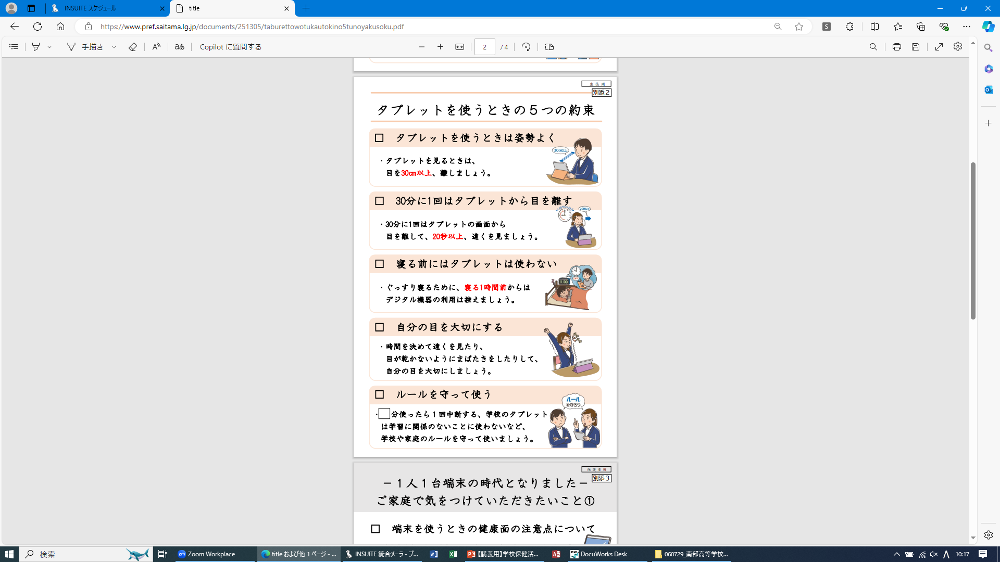 INSUITE スケジュール
title
https://www.pref.saitama.lg.jp/documents/251305/taburettowotukautokino5tunoyakusoku.pdf
手描き
Copilot に質問する
2
/ 4
生徒用
別添２
タブレットを使うときの５つの約束
□ タブレットを使うときは姿勢よく
30㎝以上
・タブレットを見るときは、
目を30㎝以上、離しましょう。
□ 30分に1回はタブレットから目を離す
30分に1回
20秒以上
・30分に1回はタブレットの画面から
目を離して、20秒以上、遠くを見ましょう。
□ 寝る前にはタブレットは使わない
11:00
・ぐっすり寝るために、寝る1時間前からは
デジタル機器の利用は控えましょう。
□ 自分の目を大切にする
・時間を決めて遠くを見たり、
目が乾かないようにまばたきをしたりして、
自分の目を大切にしましょう。
□ ルールを守って使う
ルール
を守ろう
・□分使ったら１回中断する、学校のタブレット
は学習に関係のないことに使わないなど、
学校や家庭のルールを守って使いましょう。
保護者用
別添３
－１人１台端末の時代となりました－
ご家庭で気をつけていただきたいこと①
□ 端末を使うときの健康面の注意点について
検索
Zoom Workplace
title および他 1 ページ - ...
INSUITE 統合メーラ - プ...
【講義用】学校保健活...
DocuWorks Desk
060729_南部高等学校...
A
10:17